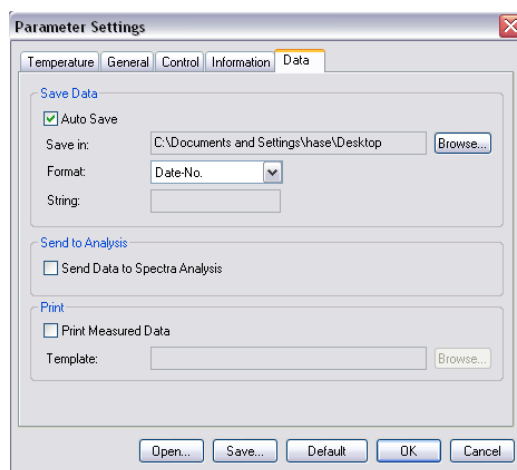 Parameter Settings
Temperature General Control Information Data
Save Data
Auto Save
Save in: C:\Documents and Settings\hase\Desktop Browse...
Format: Date-No.
String:
Send to Analysis
Send Data to Spectra Analysis
Print
Print Measured Data
Template: Browse...
Open... Save... Default OK Cancel